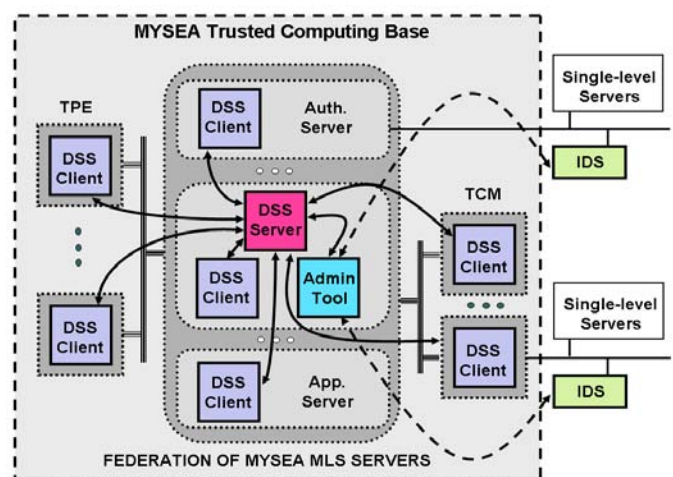 MYSEA Trusted Computing Base
TPE
DSS
Client
DSS
Client
DSS
Client
Auth.
Server
DSS
Server
DSS
Client
Admin
Tool
DSS
Client
App.
Server
TCM
DSS
Client
DSS
Client
Single-level
Servers
IDS
Single-level
Servers
IDS
FEDERATION OF MYSEA MLS SERVERS